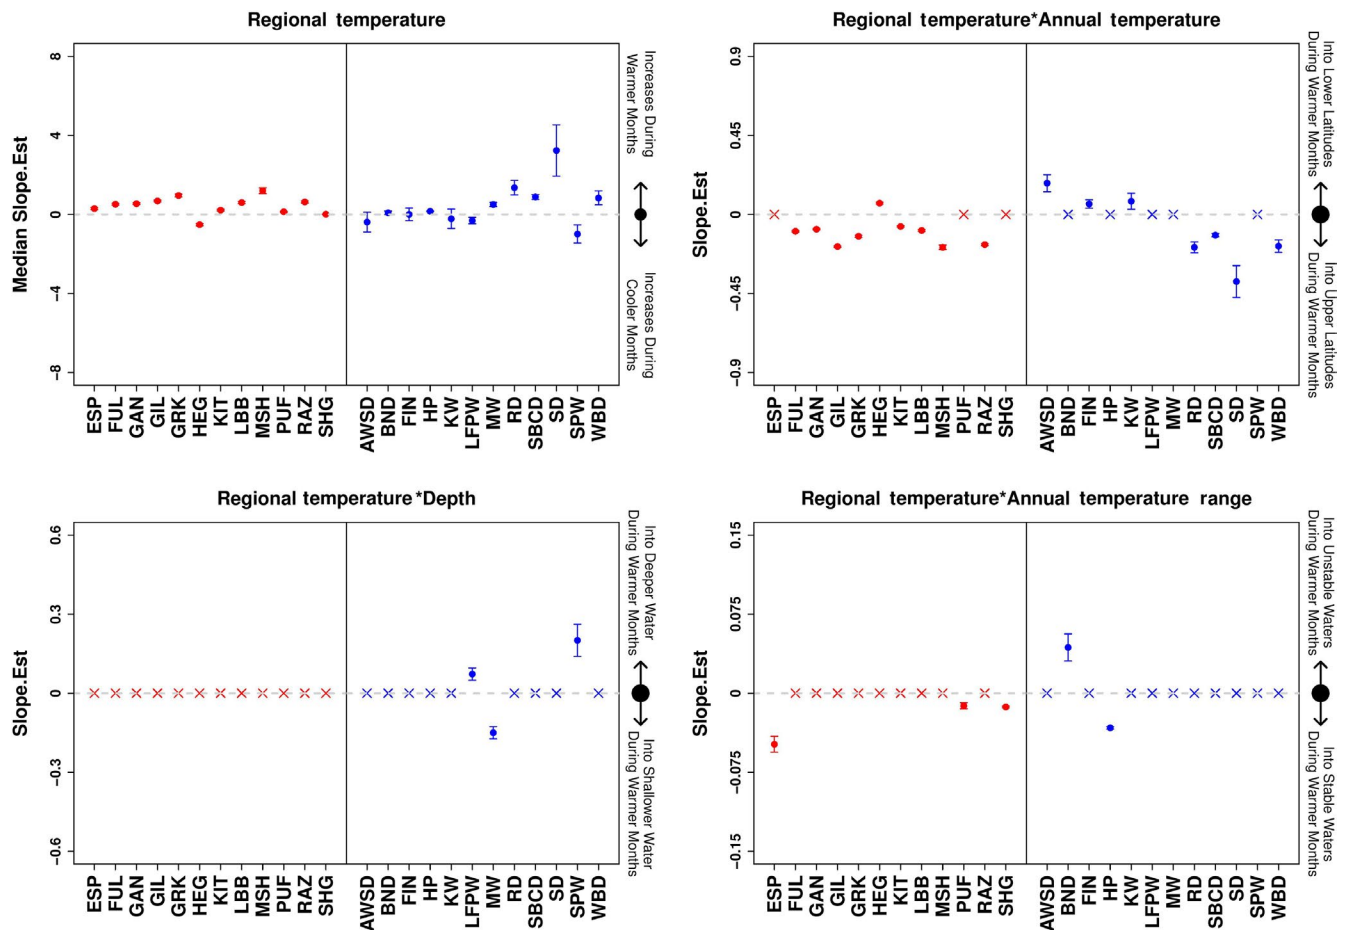 Regional temperature
Median Slope.Est
8
4
0
−4
−8
Increases During
Warmer Months
Increases During
Cooler Months
ESP FUL GAN GIL GRK HEG KIT LBB MSH PUF RAZ SHG AWSD BND FIN HP KW LFPW MW RD SBCD SD SPW WBD
Regional temperature*Annual temperature
Slope.Est
0.9
0.45
0
−0.45
−0.9
Into Lower Latitudes
During Warmer Months
Into Upper Latitudes
During Warmer Months
ESP FUL GAN GIL GRK HEG KIT LBB MSH PUF RAZ SHG AWSD BND FIN HP KW LFPW MW RD SBCD SD SPW WBD
Regional temperature*Depth
Slope.Est
0.6
0.3
0
−0.3
−0.6
Into Deeper Water
During Warmer Months
Into Shallower Water
During Warmer Months
ESP FUL GAN GIL GRK HEG KIT LBB MSH PUF RAZ SHG AWSD BND FIN HP KW LFPW MW RD SBCD SD SPW WBD
Regional temperature*Annual temperature range
Slope.Est
0.15
0.075
0
−0.075
−0.15
Into Unstable Waters
During Warmer Months
Into Stable Waters
During Warmer Months
ESP FUL GAN GIL GRK HEG KIT LBB MSH PUF RAZ SHG AWSD BND FIN HP KW LFPW MW RD SBCD SD SPW WBD